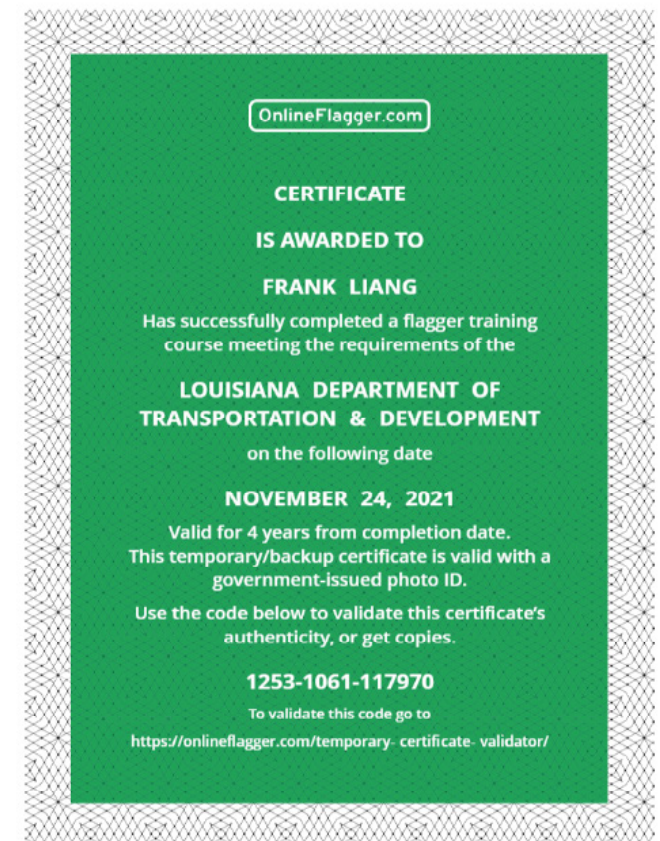 OnlineFlagger.com
CERTIFICATE
IS AWARDED TO
FRANK LIANG
Has successfully completed a flagger training
course meeting the requirements of the
LOUISIANA DEPARTMENT OF
TRANSPORTATION & DEVELOPMENT
on the following date
NOVEMBER 24, 2021
Valid for 4 years from completion date.
This temporary/backup certificate is valid with a
government-issued photo ID.
Use the code below to validate this certificate's
authenticity, or get copies.
1253-1061-117970
To validate this code go to
https://onlineflagger.com/temporary- certificate- validator/